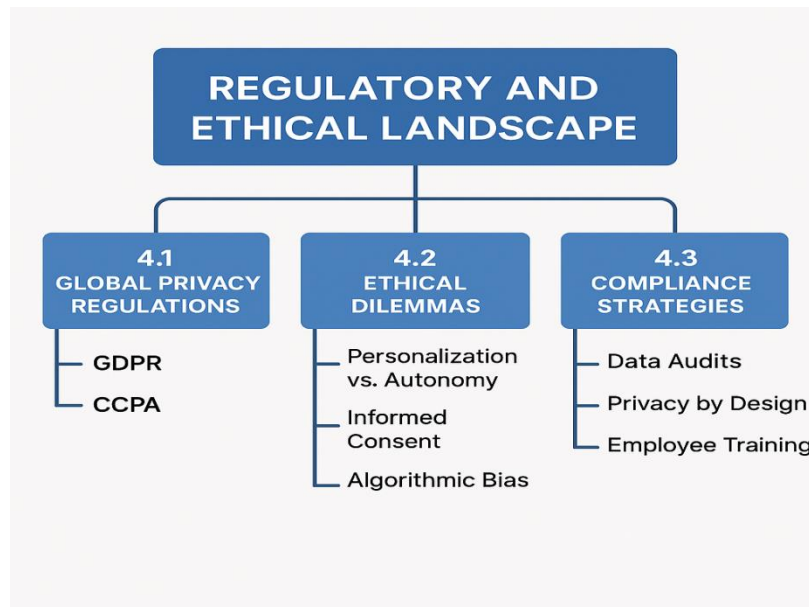 REGULATORY AND
ETHICAL LANDSCAPE
4.1
GLOBAL PRIVACY
REGULATIONS
GDPR
CCPA
4.2
ETHICAL
DILEMMAS
Personalization
vs. Autonomy
Informed
Consent
Algorithmic Bias
4.3
COMPLIANCE
STRATEGIES
Data Audits
Privacy by Design
Employee Training